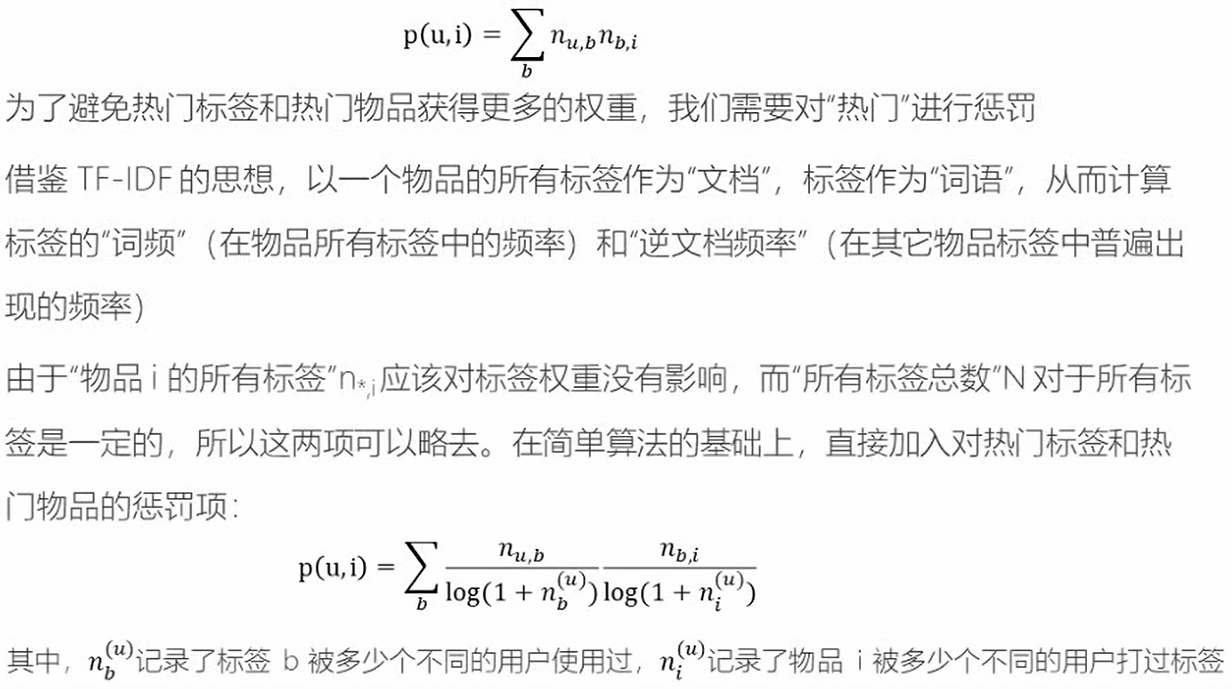 p(u,i) = ∑_b n_{u,b}n_{b,i}
为了避免热门标签和热门物品获得更多的权重，我们需要对“热门”进行惩罚
借鉴 TF-IDF 的思想，以一个物品的所有标签作为“文档”，标签作为“词语”，从而计算
标签的“词频”（在物品所有标签中的频率）和“逆文档频率”（在其它物品标签中普遍出
现的频率）
由于“物品 i 的所有标签”n_{*,i} 应该对标签权重没有影响，而“所有标签总数”N 对于所有标
签是一定的，所以这两项可以略去。在简单算法的基础上，直接加入对热门标签和热
门物品的惩罚项：
p(u,i) = ∑_b \frac{n_{u,b}}{log(1 + n_b^{(u)})} \frac{n_{b,i}}{log(1 + n_i^{(u)})}
其中，n_b^{(u)}记录了标签 b 被多少个不同的用户使用过，n_i^{(u)}记录了物品 i 被多少个不同的用户打过标签